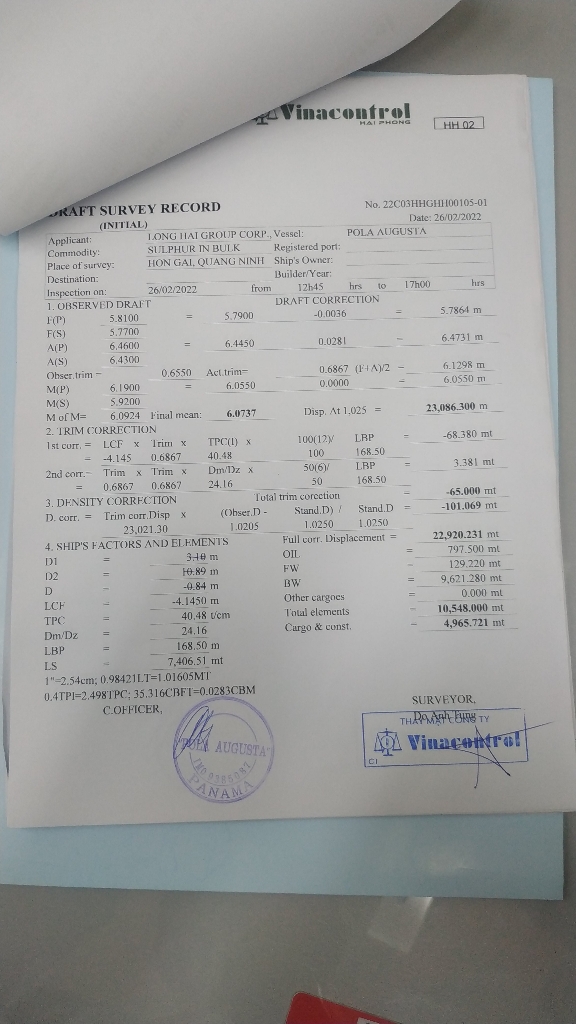 Vinacontrol
HAI PHONG
HH 02
DRAFT SURVEY RECORD No. 22C03HHGHH00105-01
(INITIAL) Date: 26/02/2022
Applicant: LONG HAI GROUP CORP., Vessel: POLA AUGUSTA
Commodity: SULPHUR IN BULK Registered port:
Place of survey: HON GAI, QUANG NINH Ship's Owner:
Destination: Builder/Year:
Inspection on: 26/02/2022 from 12h45 hrs to 17h00 hrs
1. OBSERVED DRAFT DRAFT CORRECTION
F(P) 5.8100 = 5.7900 -0.0036 = 5.7864 m
F(S) 5.7700
A(P) 6.4600 = 6.4450 0.0281 = 6.4731 m
A(S) 6.4300
Obser.trim = 0.6550 Act.trim= 0.6867 (F+A)/2 = 6.1298 m
M(P) 6.1900 = 6.0550 0.0000 = 6.0550 m
M(S) 5.9200
M of M= 6.0924 Final mean: 6.0737 Disp. At 1,025 = 23,086.300 m
2. TRIM CORRECTION
1st corr. = LCF x Trim x TPC(I) x 100(12)/ LBP = -68.380 mt
= -4.145 0.6867 40.48 100 168.50
2nd corr.= Trim x Trim x Dm/Dz x 50(6)/ LBP = 3.381 mt
= 0.6867 0.6867 24.16 50 168.50
Total trim corection = -65.000 mt
3. DENSITY CORRECTION
D. corr. = Trim corr.Disp x (Obser.D - Stand.D) / Stand.D = -101.069 mt
23,021.30 1.0205 1.0250 1.0250
4. SHIP'S FACTORS AND ELEMENTS Full corr. Displacement = 22,920.231 mt
D1 = 3.10 m OIL = 797.500 mt
D2 = 10.89 m FW = 129.220 mt
D = -0.84 m BW = 9,621.280 mt
LCF = -4.1450 m Other cargoes = 0.000 mt
TPC = 40.48 t/cm Total elements = 10,548.000 mt
Dm/Dz = 24.16 Cargo & const. = 4,965.721 mt
LBP = 168.50 m
LS = 7,406.51 mt
1"=2.54cm; 0.98421LT=1.01605MT
0.4TPI=2.498TPC; 35.316CBFT=0.0283CBM
C.OFFICER, SURVEYOR,
Do Anh Tung
THAY MẶT CÔNG TY
Vinacontrol
CI
"POLA AUGUSTA"
PANAMA